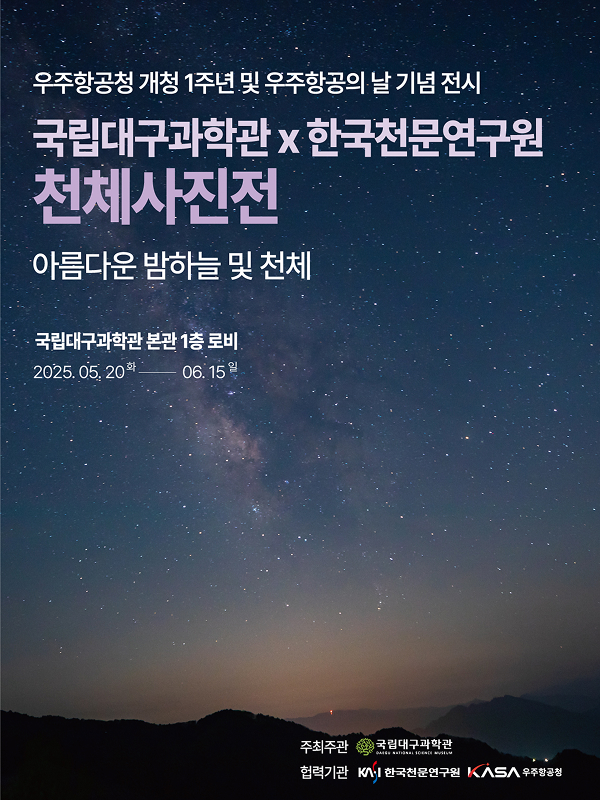 우주항공청 개청 1주년 및 우주항공의 날 기념 전시
국립대구과학관 x 한국천문연구원
천체사진전
아름다운 밤하늘 및 천체
국립대구과학관 본관 1층 로비
2025. 05. 20 화 — 06. 15 일
주최주관 국립대구과학관
DAEGU NATIONAL SCIENCE MUSEUM
협력기관 KASI 한국천문연구원 KASA 우주항공청